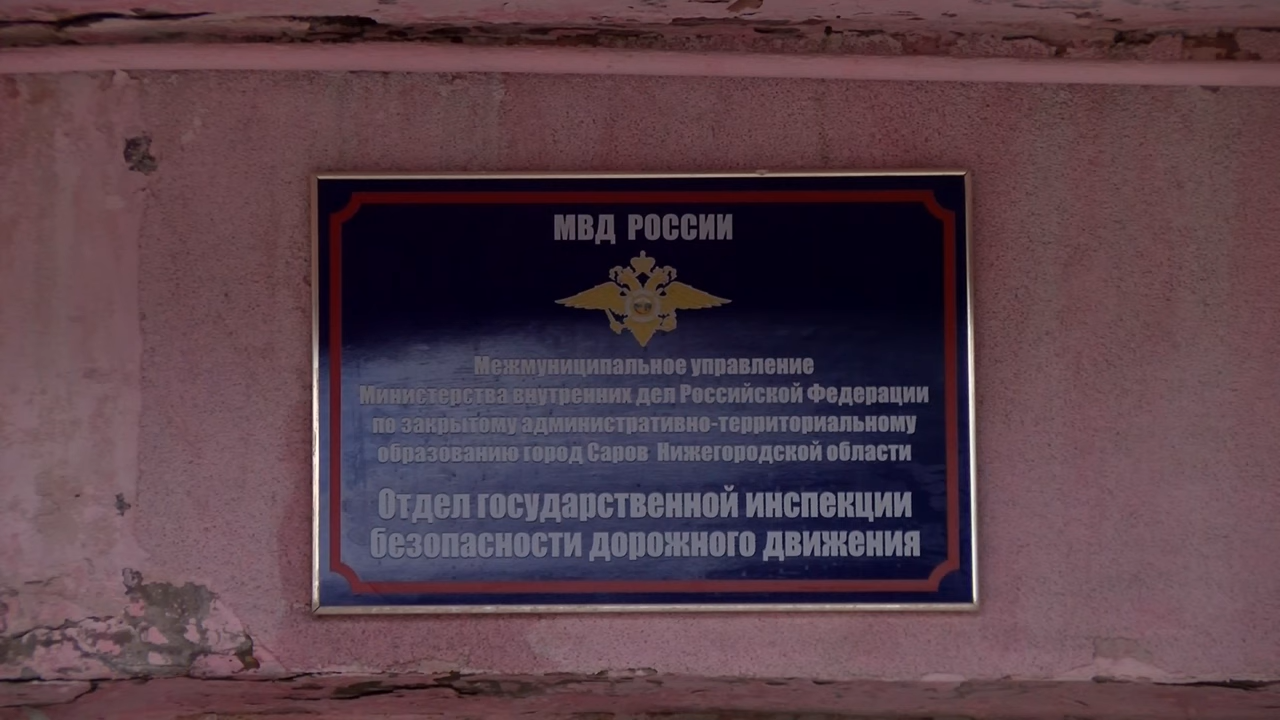 МВД РОССИИ
Межмуниципальное управление
Министерства внутренних дел Российской Федерации
по закрытому административно-территориальному
образованию город Саров Нижегородской области
Отдел государственной инспекции
безопасности дорожного движения